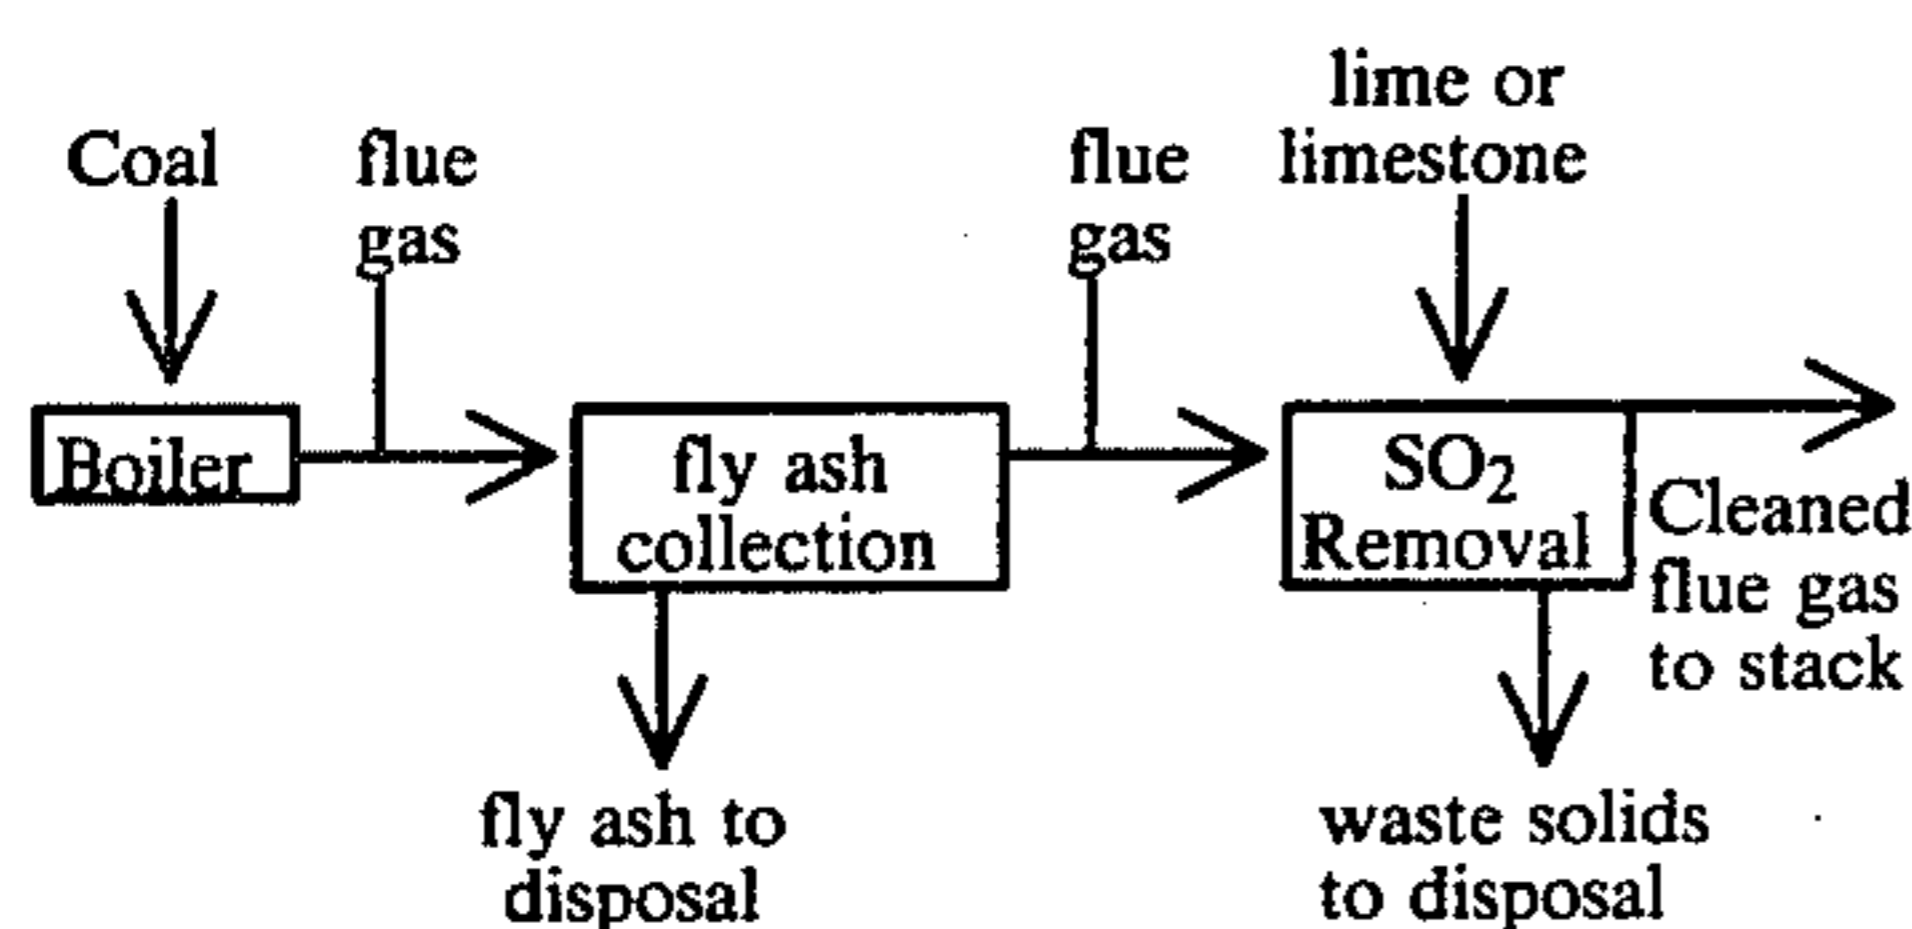 Coal
flue
gas
flue
gas
lime or
limestone
Boiler
fly ash
collection
SO2
Removal
Cleaned
flue gas
to stack
fly ash to
disposal
waste solids
to disposal